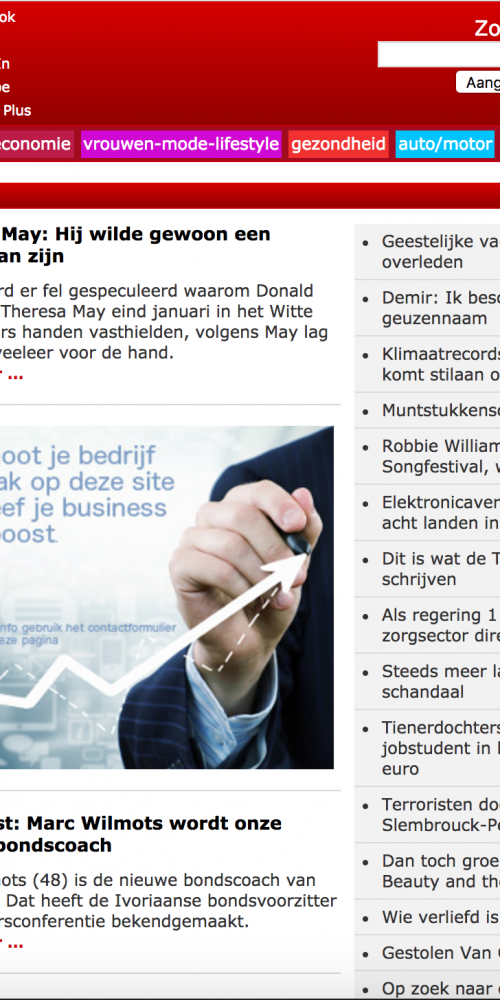 ok
Zo
In
be
Aang
Plus
economie vrouwen-mode-lifestyle gezondheid auto/motor
May: Hij wilde gewoon een
an zijn
rd er fel gespeculeerd waarom Donald
Theresa May eind januari in het Witte
rs handen vasthielden, volgens May lag
veeleer voor de hand.
r ...
oot je bedrijf
ak op deze site
eef je business
oost.
info gebruik het contactformulier
eze pagina
st: Marc Wilmots wordt onze
bondscoach
ots (48) is de nieuwe bondscoach van
Dat heeft de Ivoriaanse bondsvoorzitter
ersconferentie bekendgemaakt.
r ...
Geestelijke va
overleden
Demir: Ik besc
geuzennaam
Klimaatrecords
komt stilaan o
Muntstukkenso
Robbie William
Songfestival, w
Elektronicaver
acht landen in
Dit is wat de T
schrijven
Als regering 1
zorgsector dire
Steeds meer la
schandaal
Tienerdochters
jobstudent in l
euro
Terroristen doo
Slembrouck-Pe
Dan toch groe
Beauty and the
Wie verliefd is
Gestolen Van G
Op zoek naar